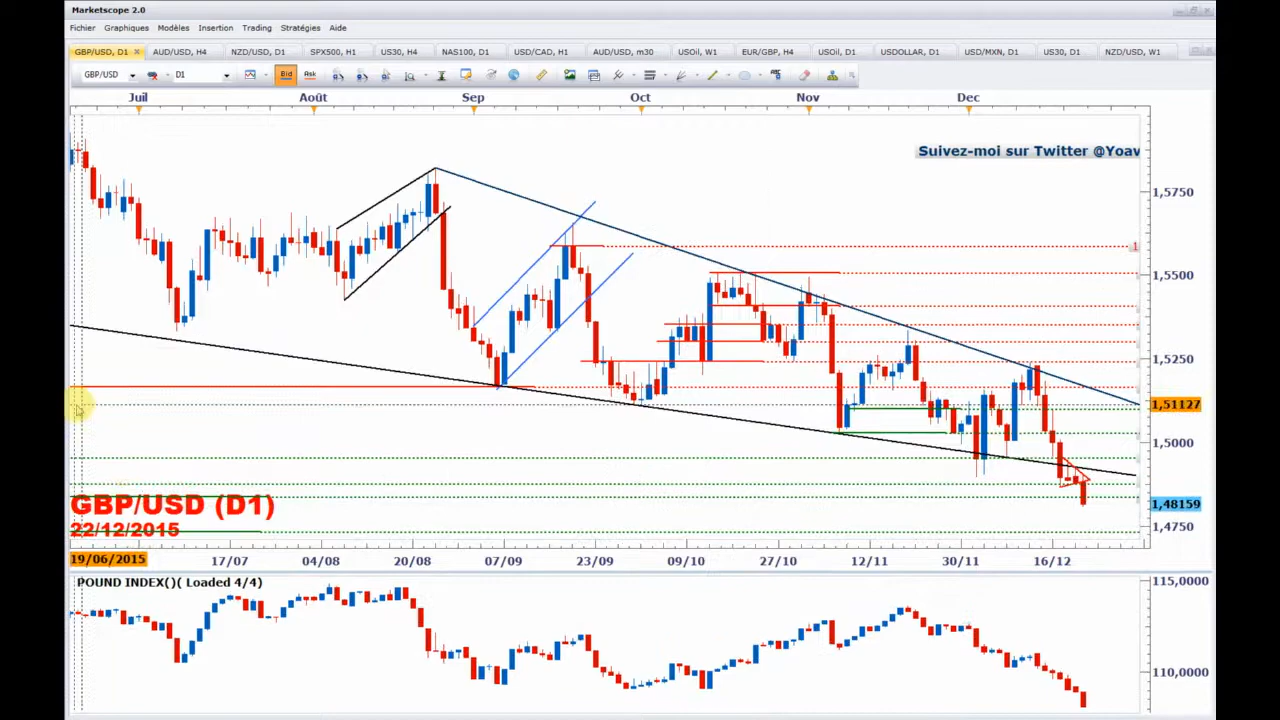 Marketscope 2.0
Fichier Graphiques Modèles Insertion Trading Stratégies Aide
GBP/USD, D1 AUD/USD, H4 NZD/USD, D1 SPX500, H1 US30, H4 NAS100, D1 USD/CAD, H1 AUD/USD, m30 USOil, W1 EUR/GBP, H4 USOil, D1 USDOLLAR, D1 USD/MXN, D1 US30, D1 NZD/USD, W1
GBP/USD D1 Bid Ask
Juil Août Sep Oct Nov Dec
Suivez-moi sur Twitter @Yoav
1,5750
1
1,5500
1,5250
1,51127
1,5000
GBP/USD (D1)
1,48159
22/12/2015
1,4750
19/06/2015 17/07 04/08 20/08 07/09 23/09 09/10 27/10 12/11 30/11 16/12
POUND INDEX()( Loaded 4/4)
115,0000
110,0000